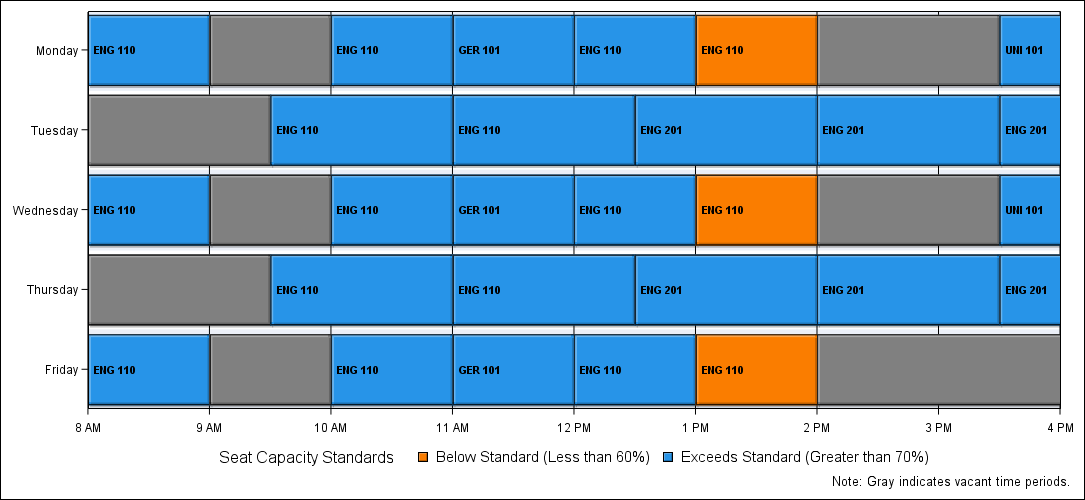 Monday ENG 110 ENG 110 GER 101 ENG 110 ENG 110 UNI 101
Tuesday ENG 110 ENG 110 ENG 201 ENG 201 ENG 201
Wednesday ENG 110 ENG 110 GER 101 ENG 110 ENG 110 UNI 101
Thursday ENG 110 ENG 110 ENG 201 ENG 201 ENG 201
Friday ENG 110 ENG 110 GER 101 ENG 110 ENG 110
8 AM 9 AM 10 AM 11 AM 12 PM 1 PM 2 PM 3 PM 4 PM
Seat Capacity Standards Below Standard (Less than 60%) Exceeds Standard (Greater than 70%)
Note: Gray indicates vacant time periods.